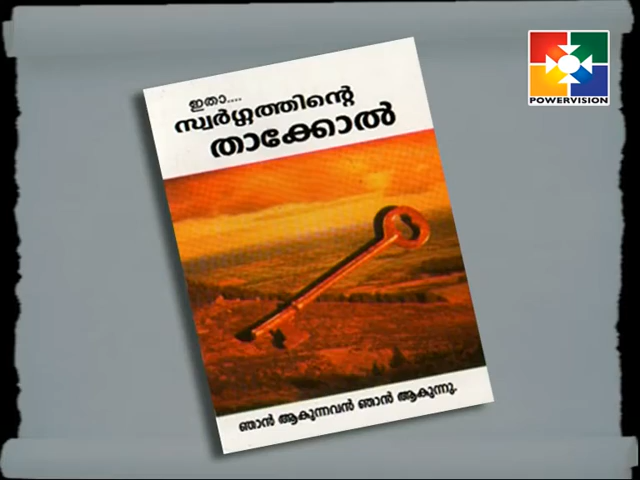 ഇതാ....
സ്വർഗ്ഗത്തിന്റെ
താക്കോൽ
ഞാൻ ആകുന്നവൻ ഞാൻ ആകുന്നു.
POWERVISION